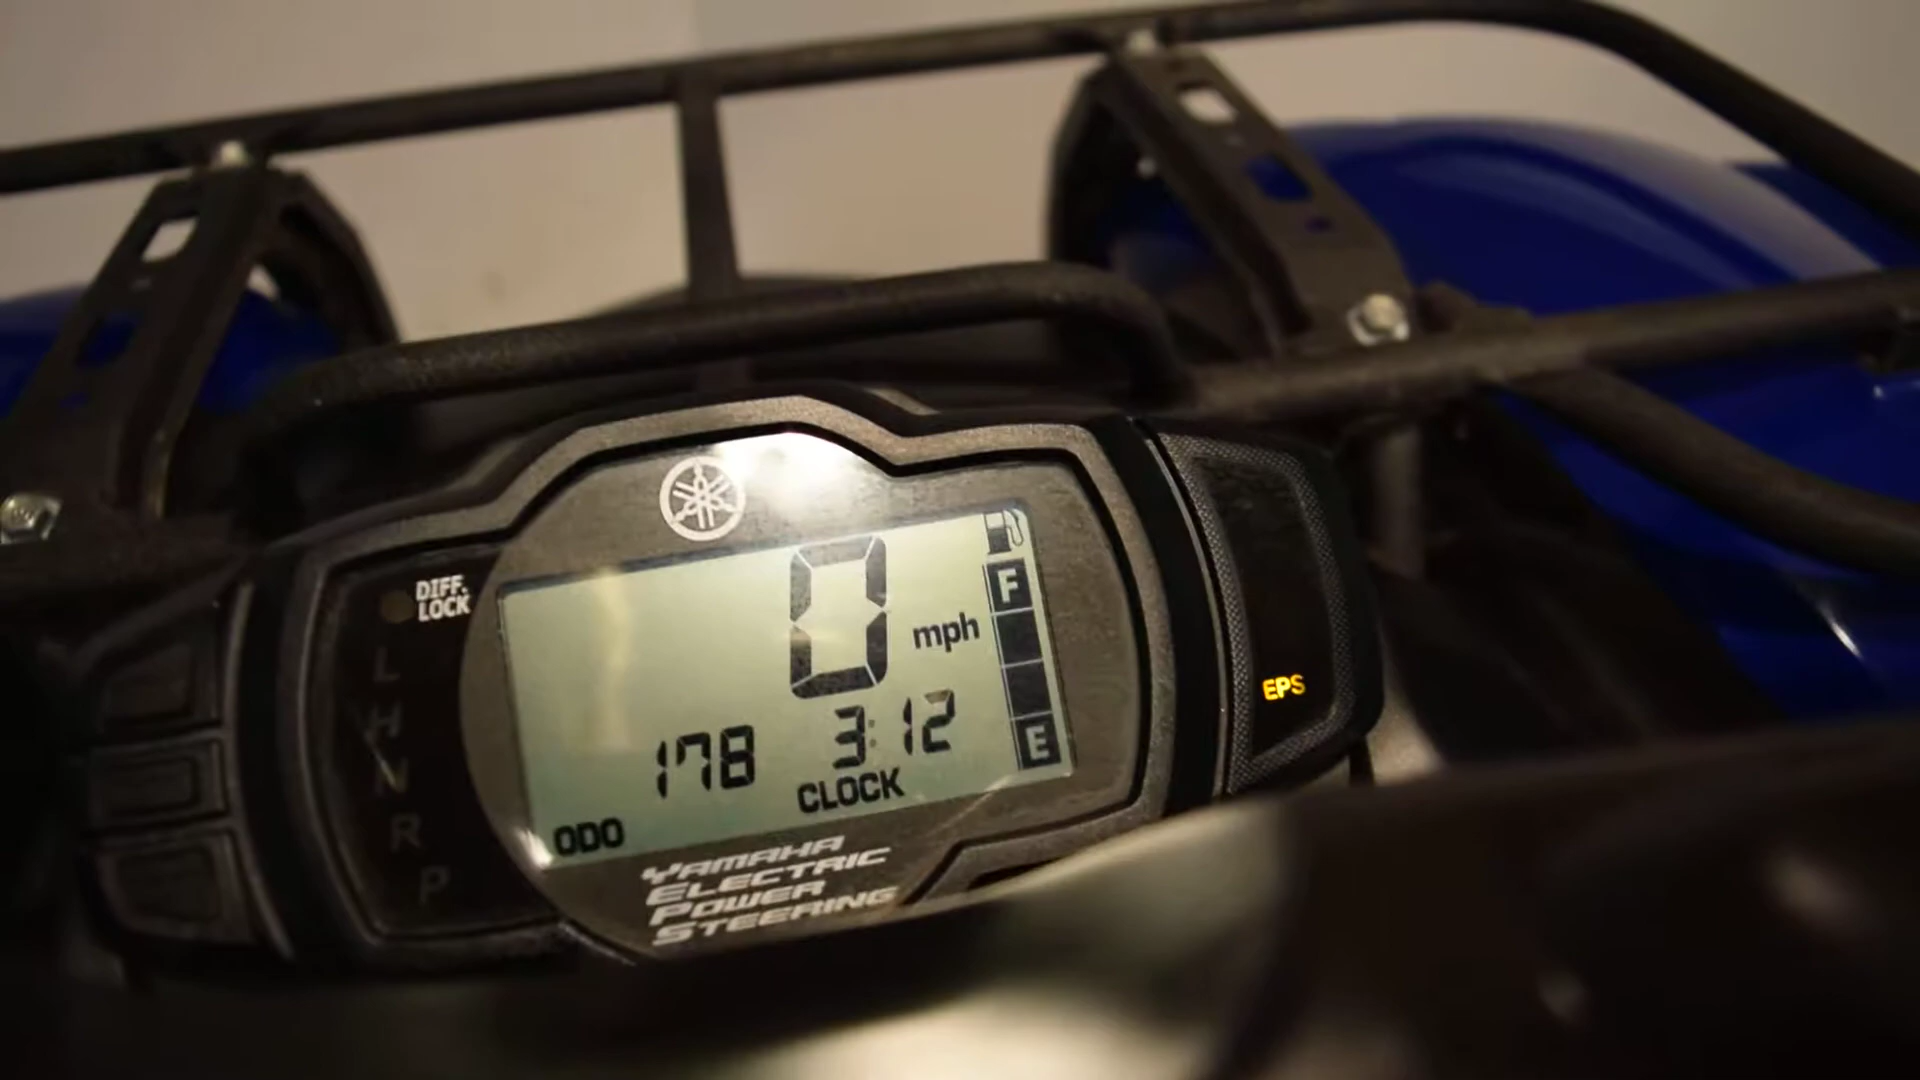 DIFF.
LOCK
L
H
N
R
P
0
mph
F
E
178
3:12
CLOCK
ODO
EPS
YAMAHA
ELECTRIC
POWER
STEERING